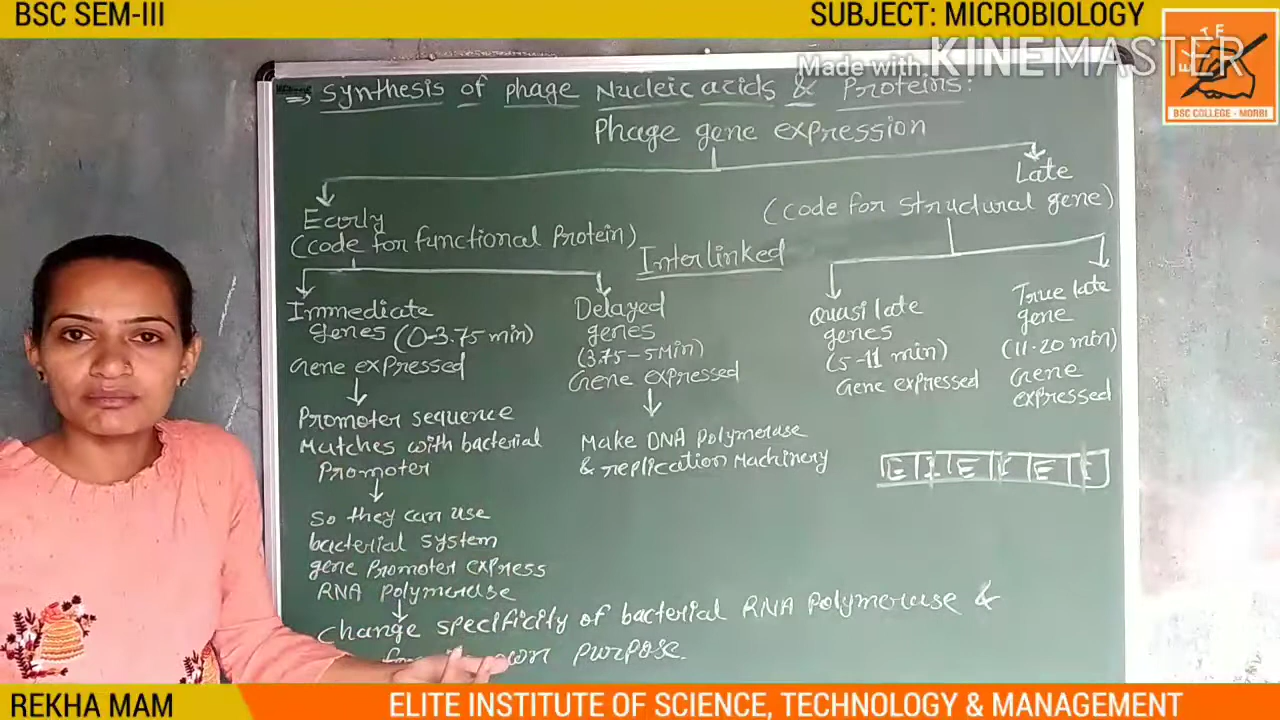 BSC SEM-III
SUBJECT: MICROBIOLOGY
Made with KINEMASTER
ELITE
BSC COLLEGE - MORBI
=> Synthesis of phage Nucleic acids & Proteins:
Phage gene expression
Early
(code for functional Protein)
Late
(code for structural gene)
Interlinked
Immediate
genes (0-3.75 min)
Gene expressed
Promoter sequence
Matches with bacterial
Promoter
So they can use
bacterial system
gene Promoter express
RNA polymerase
change specificity of bacterial RNA Polymerase &
own purpose.
Delayed
genes
(3.75-5Min)
Gene expressed
Make DNA Polymerase
& replication Machinery
Quasi late
genes
(5-11 min)
Gene expressed
True late
gene
(11-20 min)
Gene
expressed
E I E I E I
REKHA MAM
ELITE INSTITUTE OF SCIENCE, TECHNOLOGY & MANAGEMENT